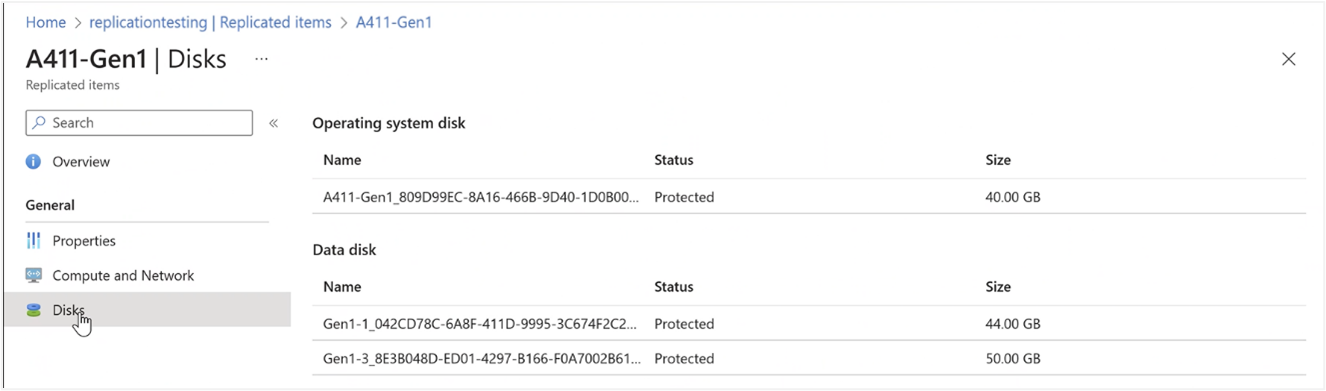 Home > replicationtesting | Replicated items > A411-Gen1
A411-Gen1 | Disks ...
Replicated items
Search «
Overview
General
Properties
Compute and Network
Disks
Operating system disk
Name Status Size
A411-Gen1_809D99EC-8A16-466B-9D40-1D0B00... Protected 40.00 GB
Data disk
Name Status Size
Gen1-1_042CD78C-6A8F-411D-9995-3C674F2C2... Protected 44.00 GB
Gen1-3_8E3B048D-ED01-4297-B166-F0A7002B61... Protected 50.00 GB